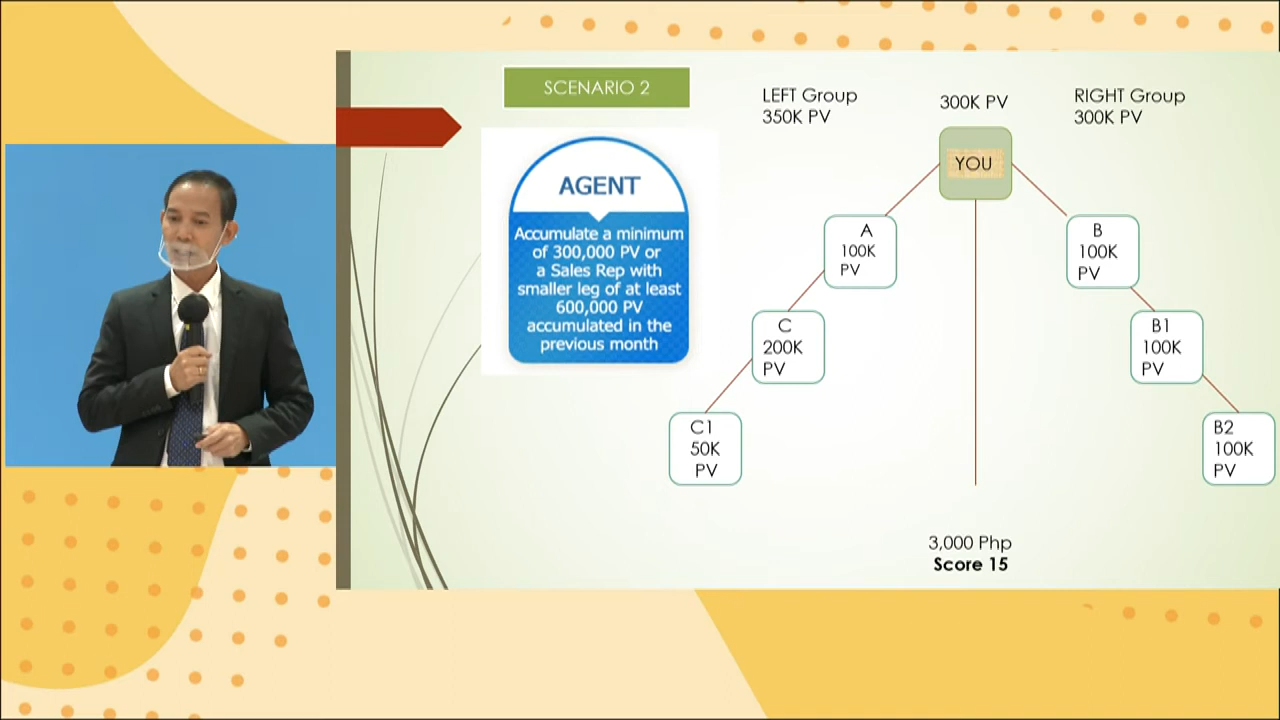 SCENARIO 2
AGENT
Accumulate a minimum
of 300,000 PV or
a Sales Rep with
smaller leg of at least
600,000 PV
accumulated in the
previous month
LEFT Group
350K PV
300K PV
RIGHT Group
300K PV
YOU
A
100K
PV
B
100K
PV
C
200K
PV
B1
100K
PV
C1
50K
PV
B2
100K
PV
3,000 Php
Score 15